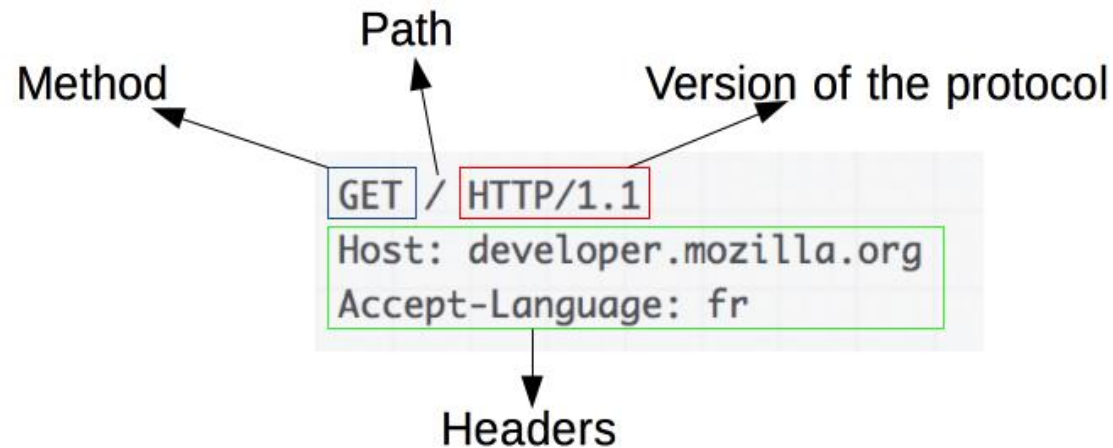 Path
Method
Version of the protocol
GET / HTTP/1.1
Host: developer.mozilla.org
Accept-Language: fr
Headers